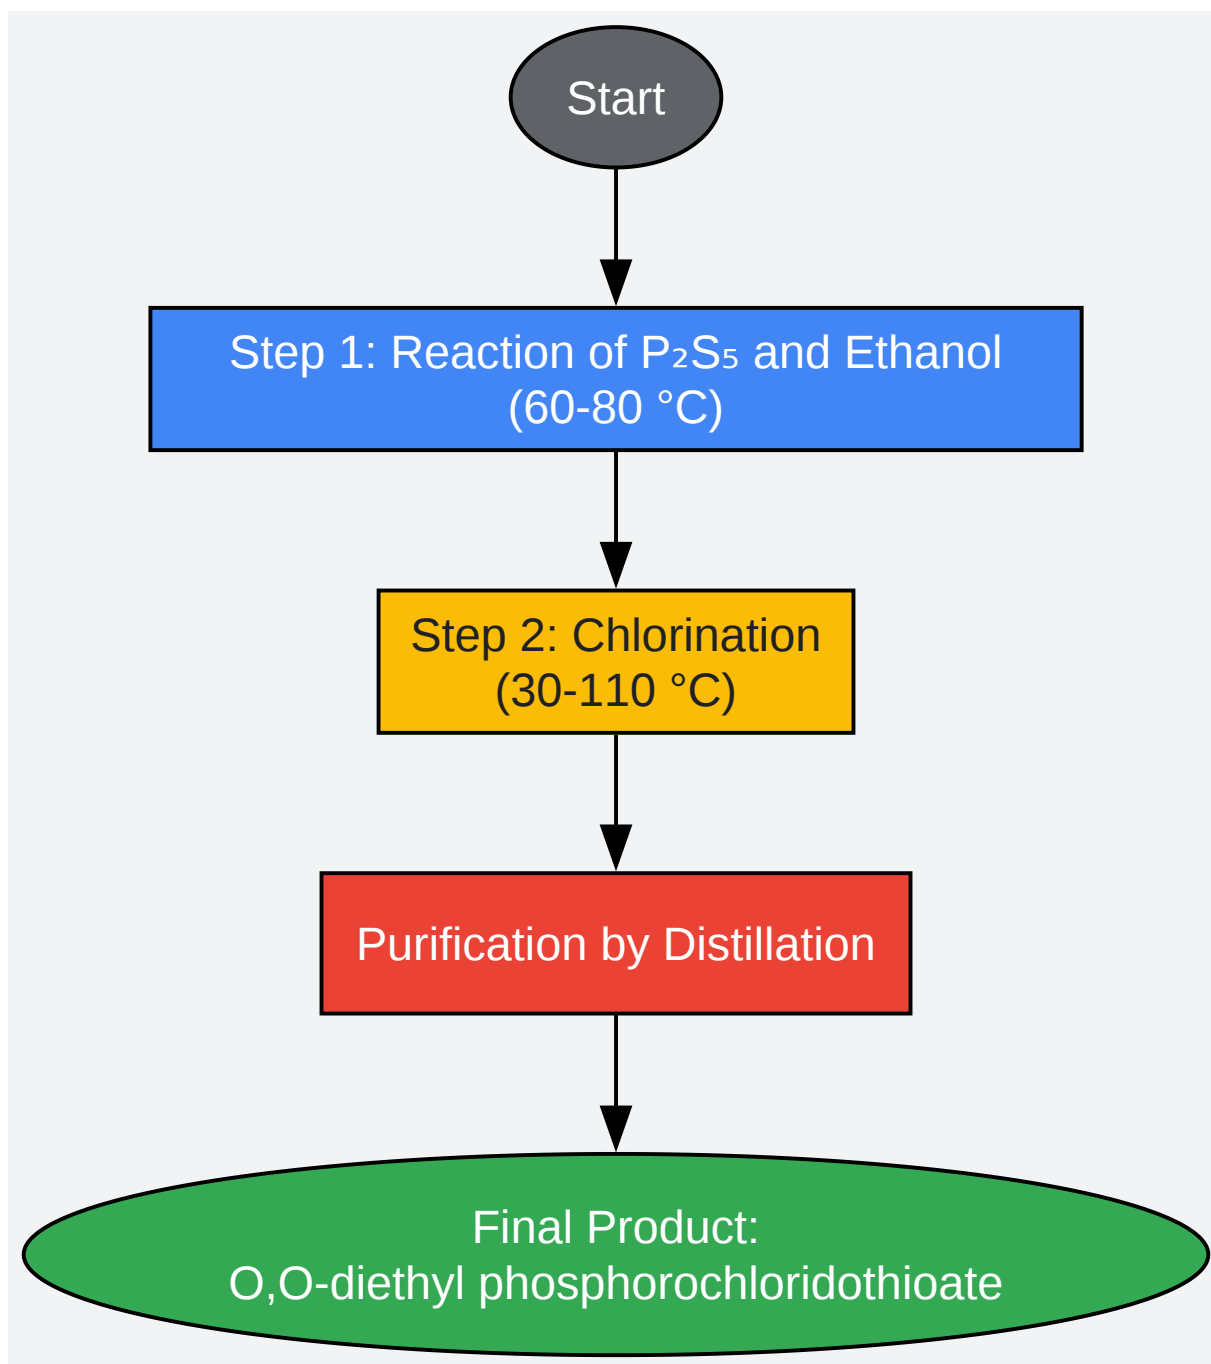 Start
Step 1: Reaction of P₂S₅ and Ethanol
(60-80 °C)
Step 2: Chlorination
(30-110 °C)
Purification by Distillation
Final Product:
O,O-diethyl phosphorochloridothioate